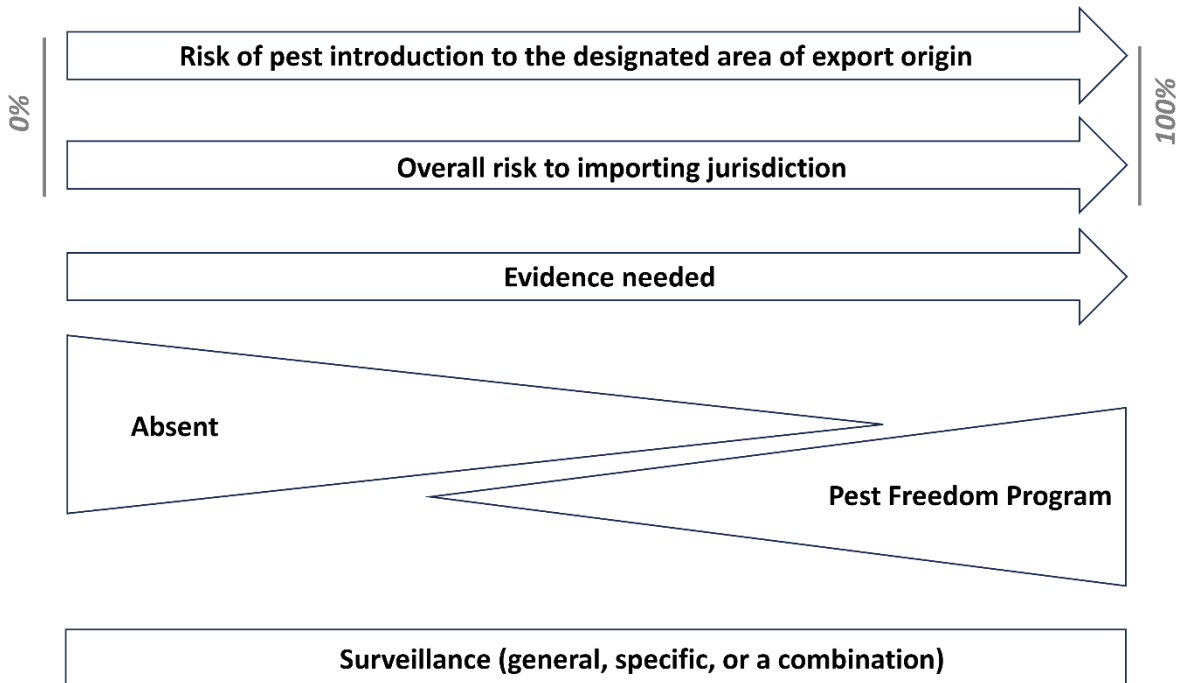 Risk of pest introduction to the designated area of export origin
0%
100%
Overall risk to importing jurisdiction
Evidence needed
Absent
Pest Freedom Program
Surveillance (general, specific, or a combination)